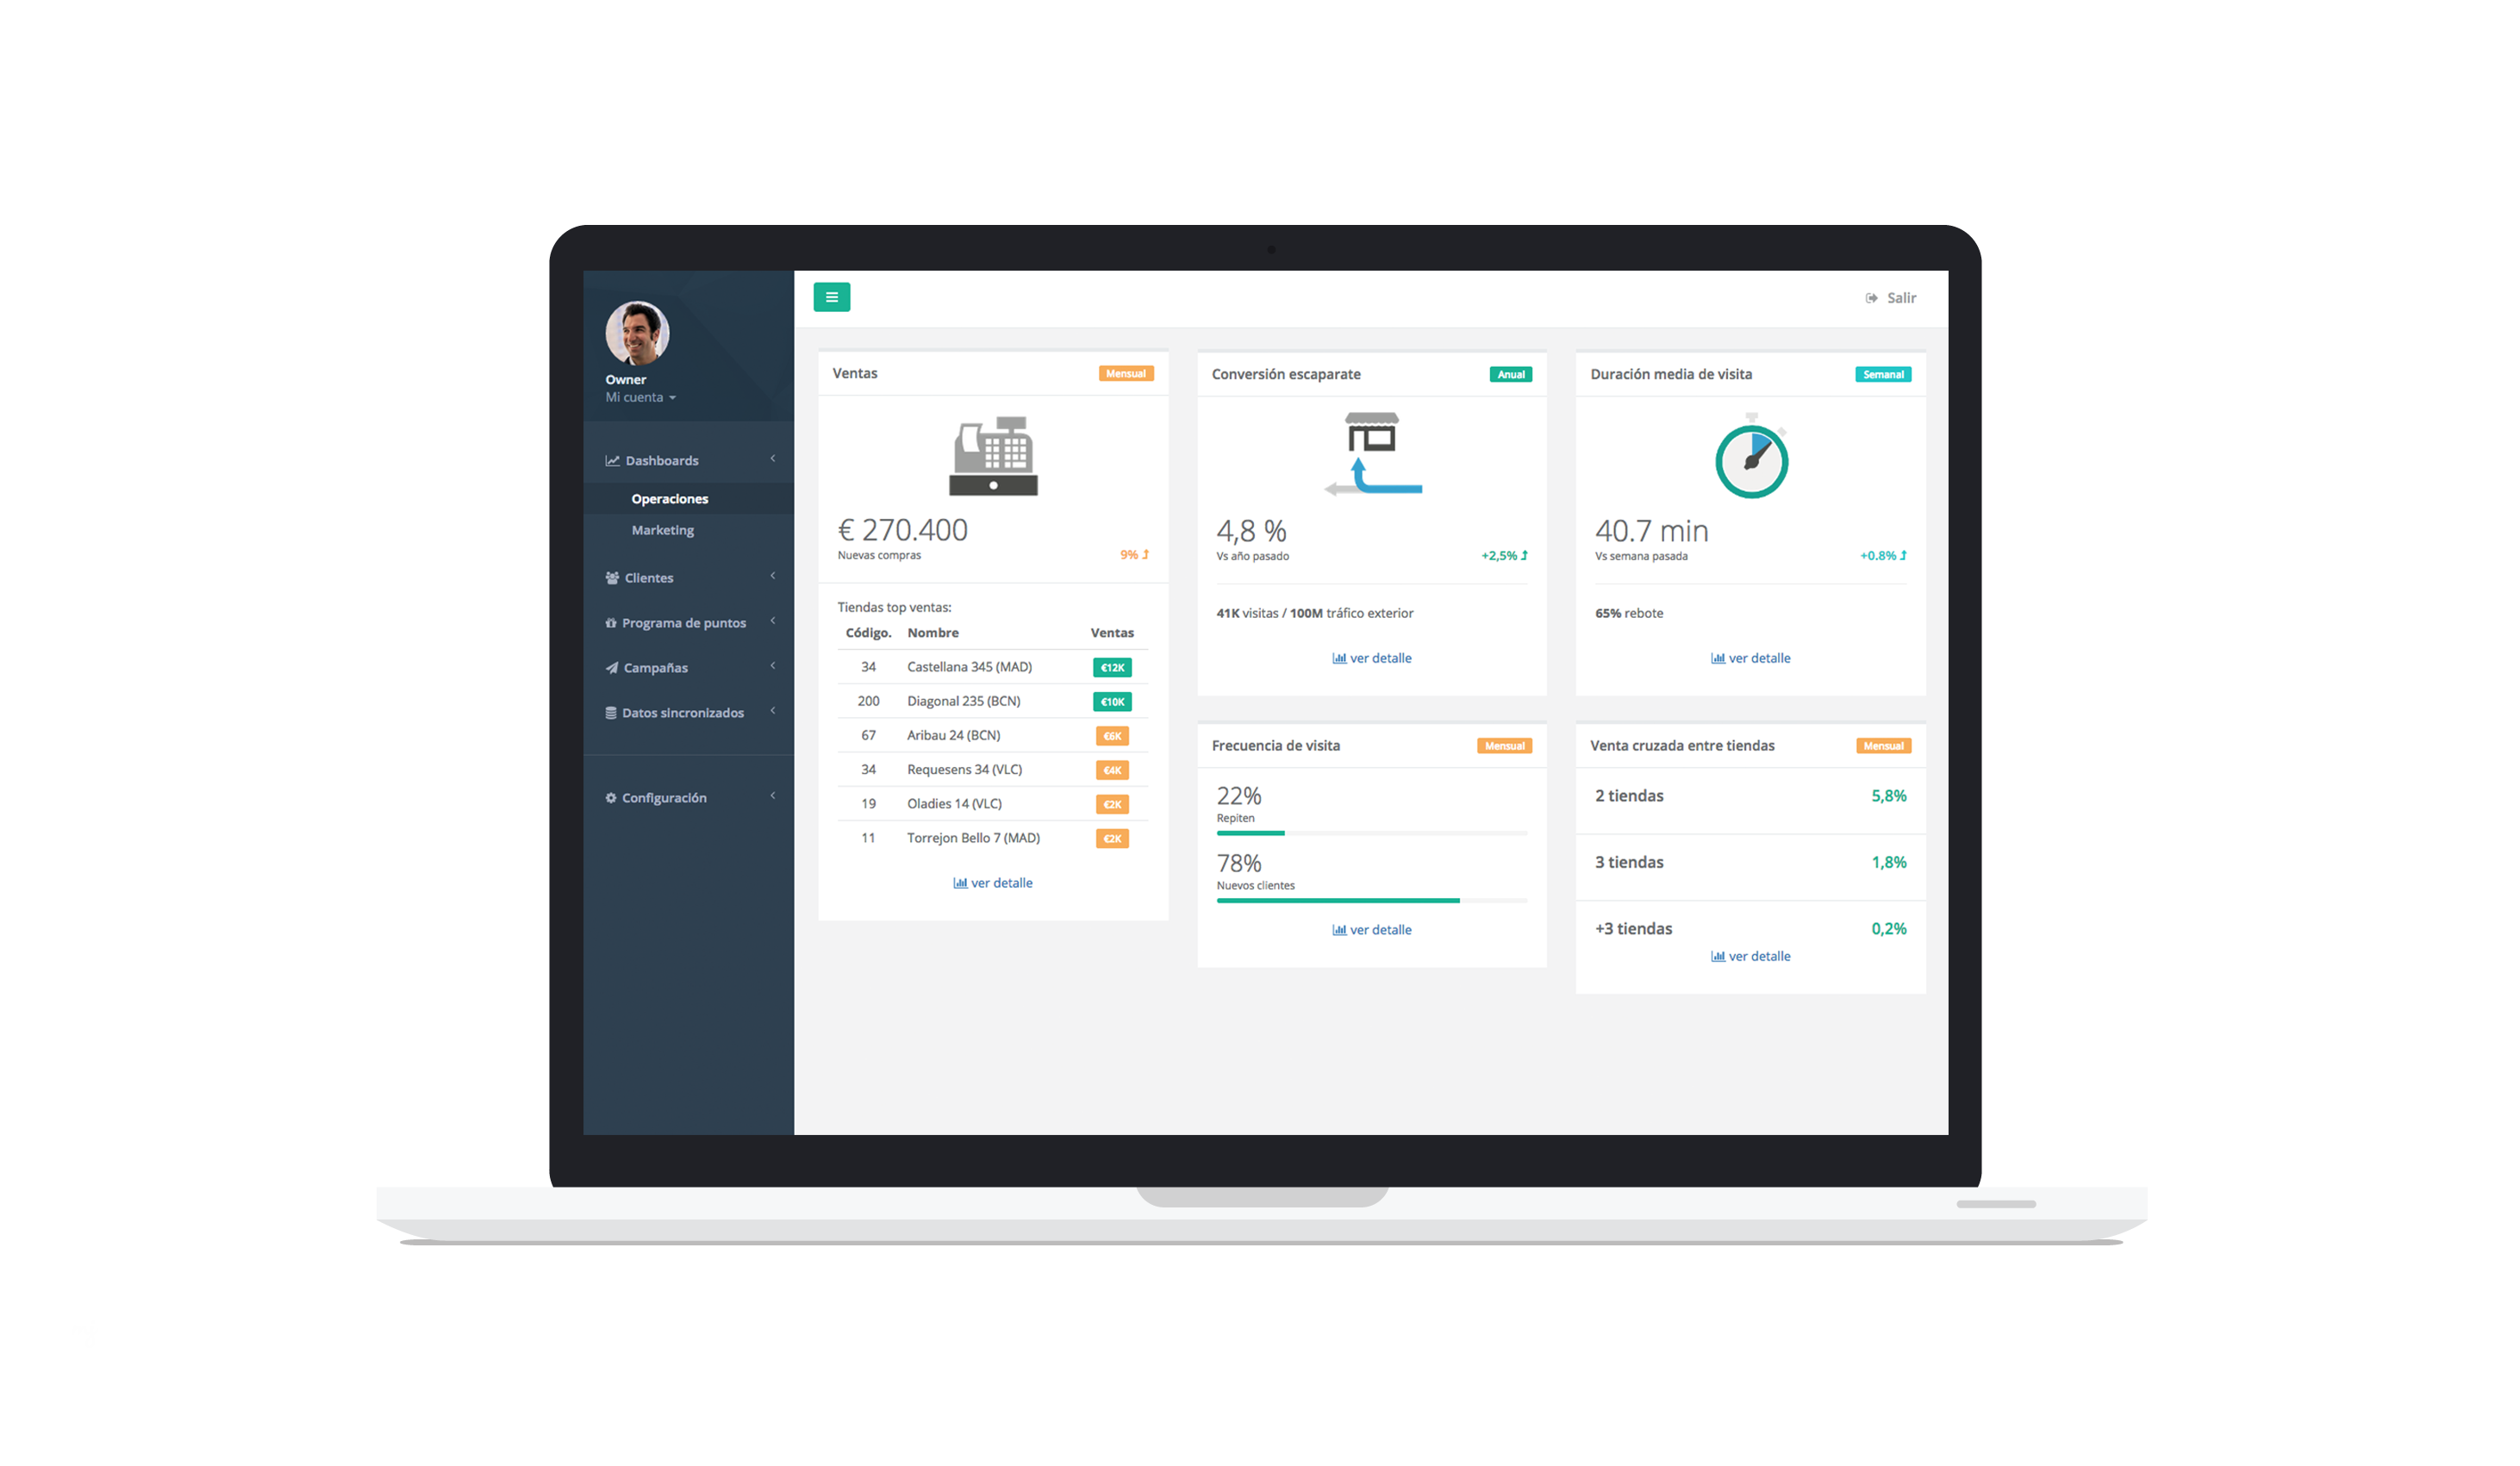 Owner
Mi cuenta
Dashboards
Operaciones
Marketing
Clientes
Programa de puntos
Campañas
Datos sincronizados
Configuración
Salir
Ventas Mensual
€ 270.400
Nuevas compras 9%
Tiendas top ventas:
Código. Nombre Ventas
34 Castellana 345 (MAD) €12K
200 Diagonal 235 (BCN) €10K
67 Aribau 24 (BCN) €6K
34 Requesens 34 (VLC) €4K
19 Oladies 14 (VLC) €2K
11 Torrejon Bello 7 (MAD) €2K
ver detalle
Conversión escaparate Anual
4,8 %
Vs año pasado +2,5%
41K visitas / 100M tráfico exterior
ver detalle
Duración media de visita Semanal
40.7 min
Vs semana pasada +0.8%
65% rebote
ver detalle
Frecuencia de visita Mensual
22%
Repiten
78%
Nuevos clientes
ver detalle
Venta cruzada entre tiendas Mensual
2 tiendas 5,8%
3 tiendas 1,8%
+3 tiendas 0,2%
ver detalle